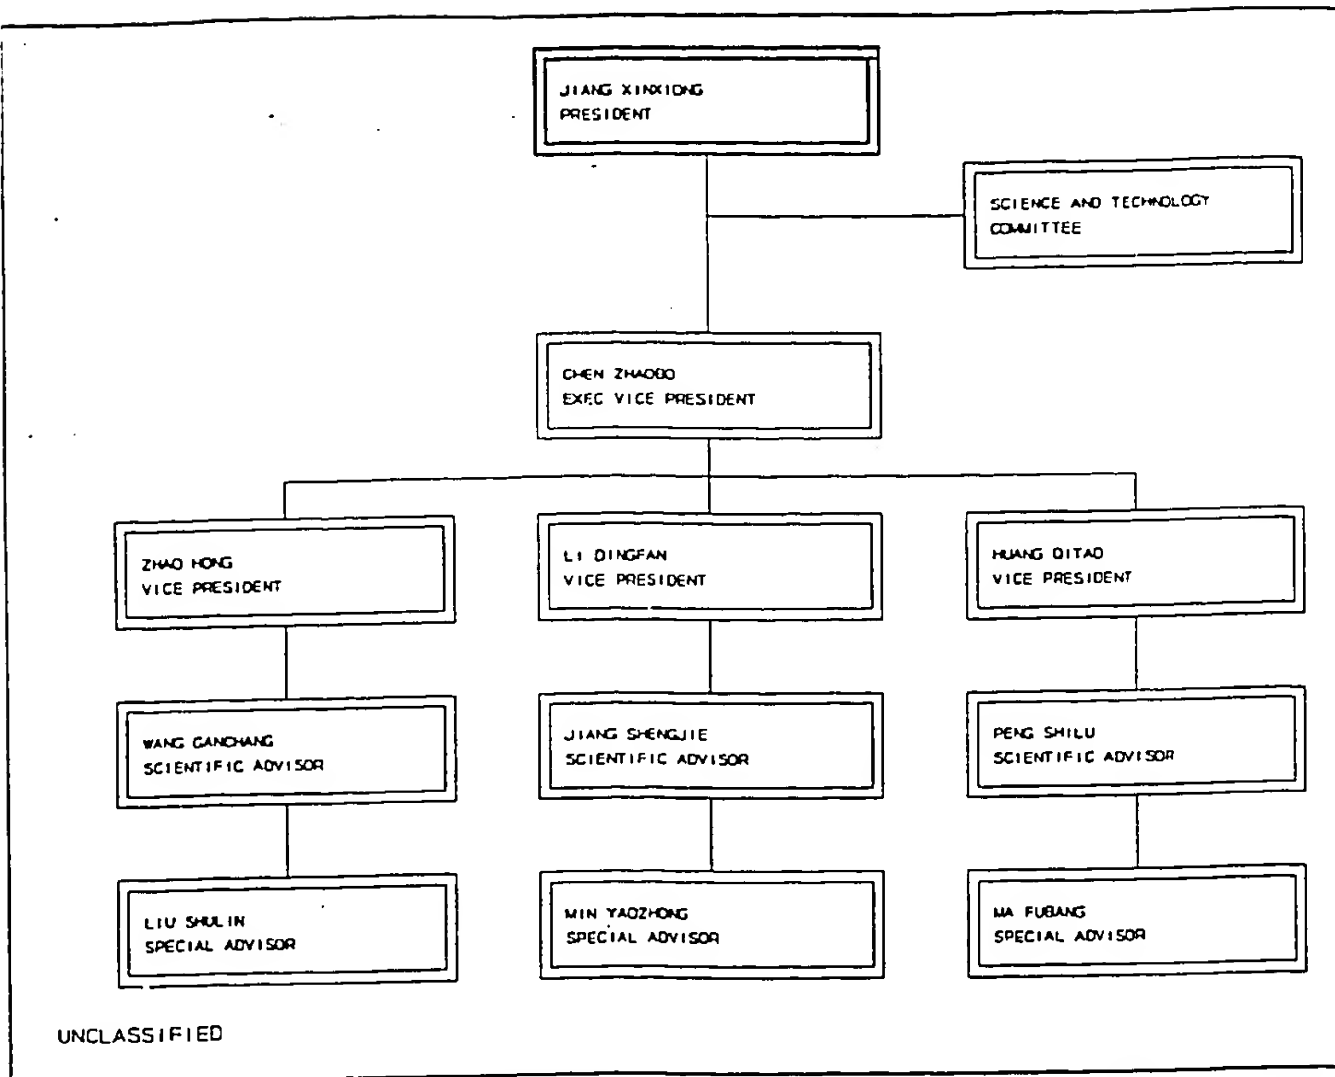 JIANG XINXIONG
PRESIDENT
SCIENCE AND TECHNOLOGY
COMMITTEE
CHEN ZHAOBO
EXEC VICE PRESIDENT
ZHAO HONG
VICE PRESIDENT
LI DINGFAN
VICE PRESIDENT
HUANG QITAO
VICE PRESIDENT
WANG GANCHANG
SCIENTIFIC ADVISOR
JIANG SHENGJIE
SCIENTIFIC ADVISOR
PENG SHILU
SCIENTIFIC ADVISOR
LIU SHULIN
SPECIAL ADVISOR
MIN YAOZHONG
SPECIAL ADVISOR
MA FUBANG
SPECIAL ADVISOR
UNCLASSIFIED